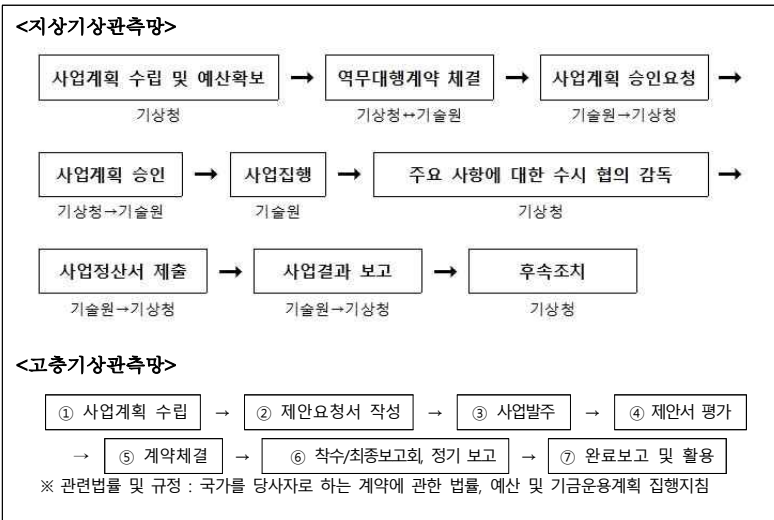 <지상기상관측망>
사업계획 수립 및 예산확보 → 역무대행계약 체결 → 사업계획 승인요청 →
기상청 기상청↔기술원 기술원→기상청
사업계획 승인 → 사업집행 → 주요 사항에 대한 수시 협의 감독 →
기상청→기술원 기술원 기상청
사업정산서 제출 → 사업결과 보고 → 후속조치
기술원→기상청 기술원→기상청 기상청
<고층기상관측망>
① 사업계획 수립 → ② 제안요청서 작성 → ③ 사업발주 → ④ 제안서 평가
→ ⑤ 계약체결 → ⑥ 착수/최종보고회, 정기 보고 → ⑦ 완료보고 및 활용
※ 관련법률 및 규정 : 국가를 당사자로 하는 계약에 관한 법률, 예산 및 기금운용계획 집행지침